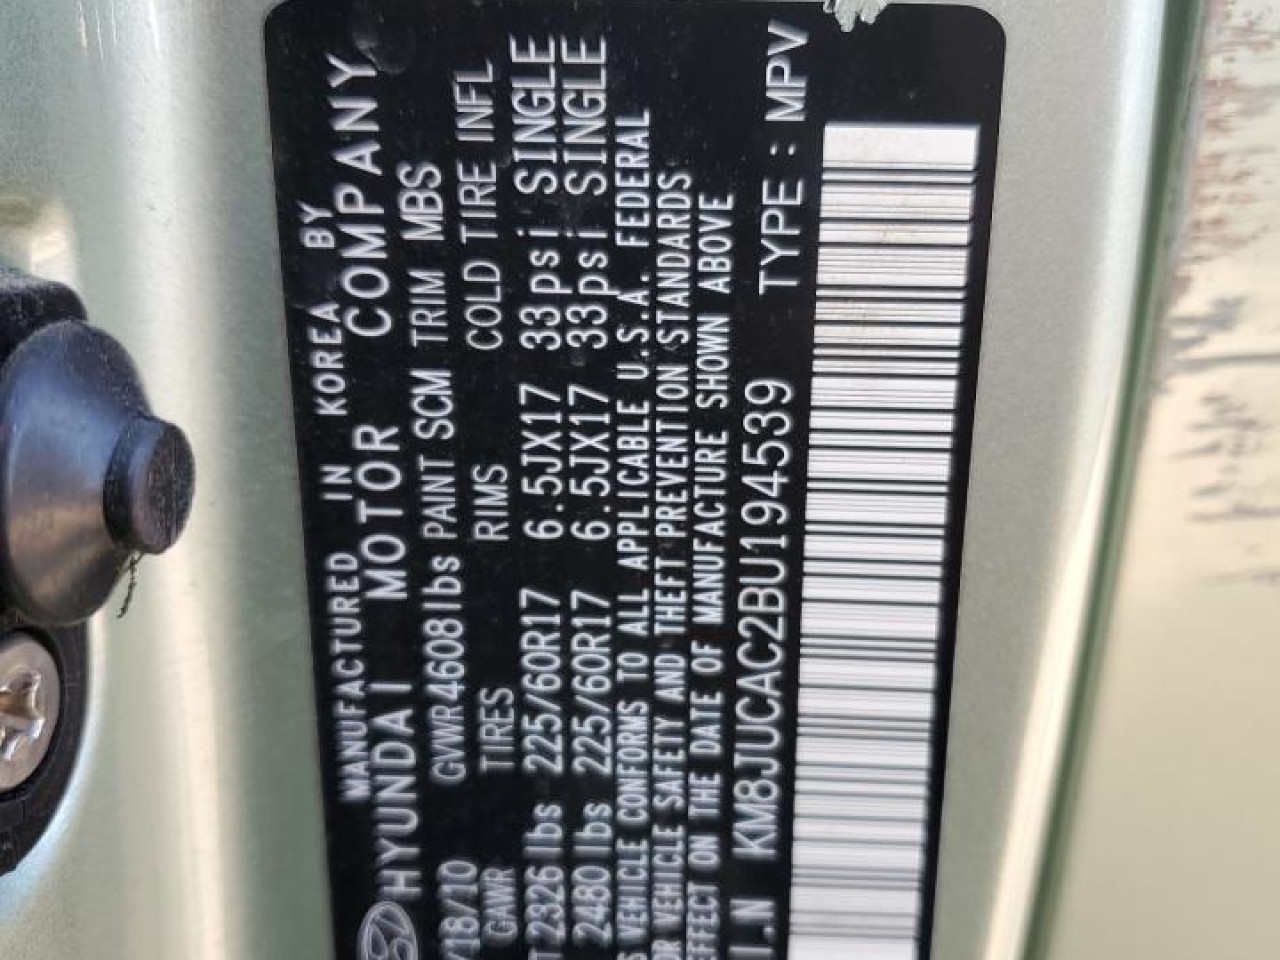 MANUFACTURED IN KOREA BY
HYUNDAI MOTOR COMPANY
/18/10 GVWR 4608lbs PAINT SCM TRIM MBS
GAWR TIRES RIMS COLD TIRE INFL
T 2326 lbs 225/60R17 6.5JX17 33psi SINGLE
2480 lbs 225/60R17 6.5JX17 33psi SINGLE
S VEHICLE CONFORMS TO ALL APPLICABLE U.S.A. FEDERAL
OR VEHICLE SAFETY AND THEFT PREVENTION STANDARDS
EFFECT ON THE DATE OF MANUFACTURE SHOWN ABOVE
I.N KM8JUCAC2BU194539 TYPE : MPV